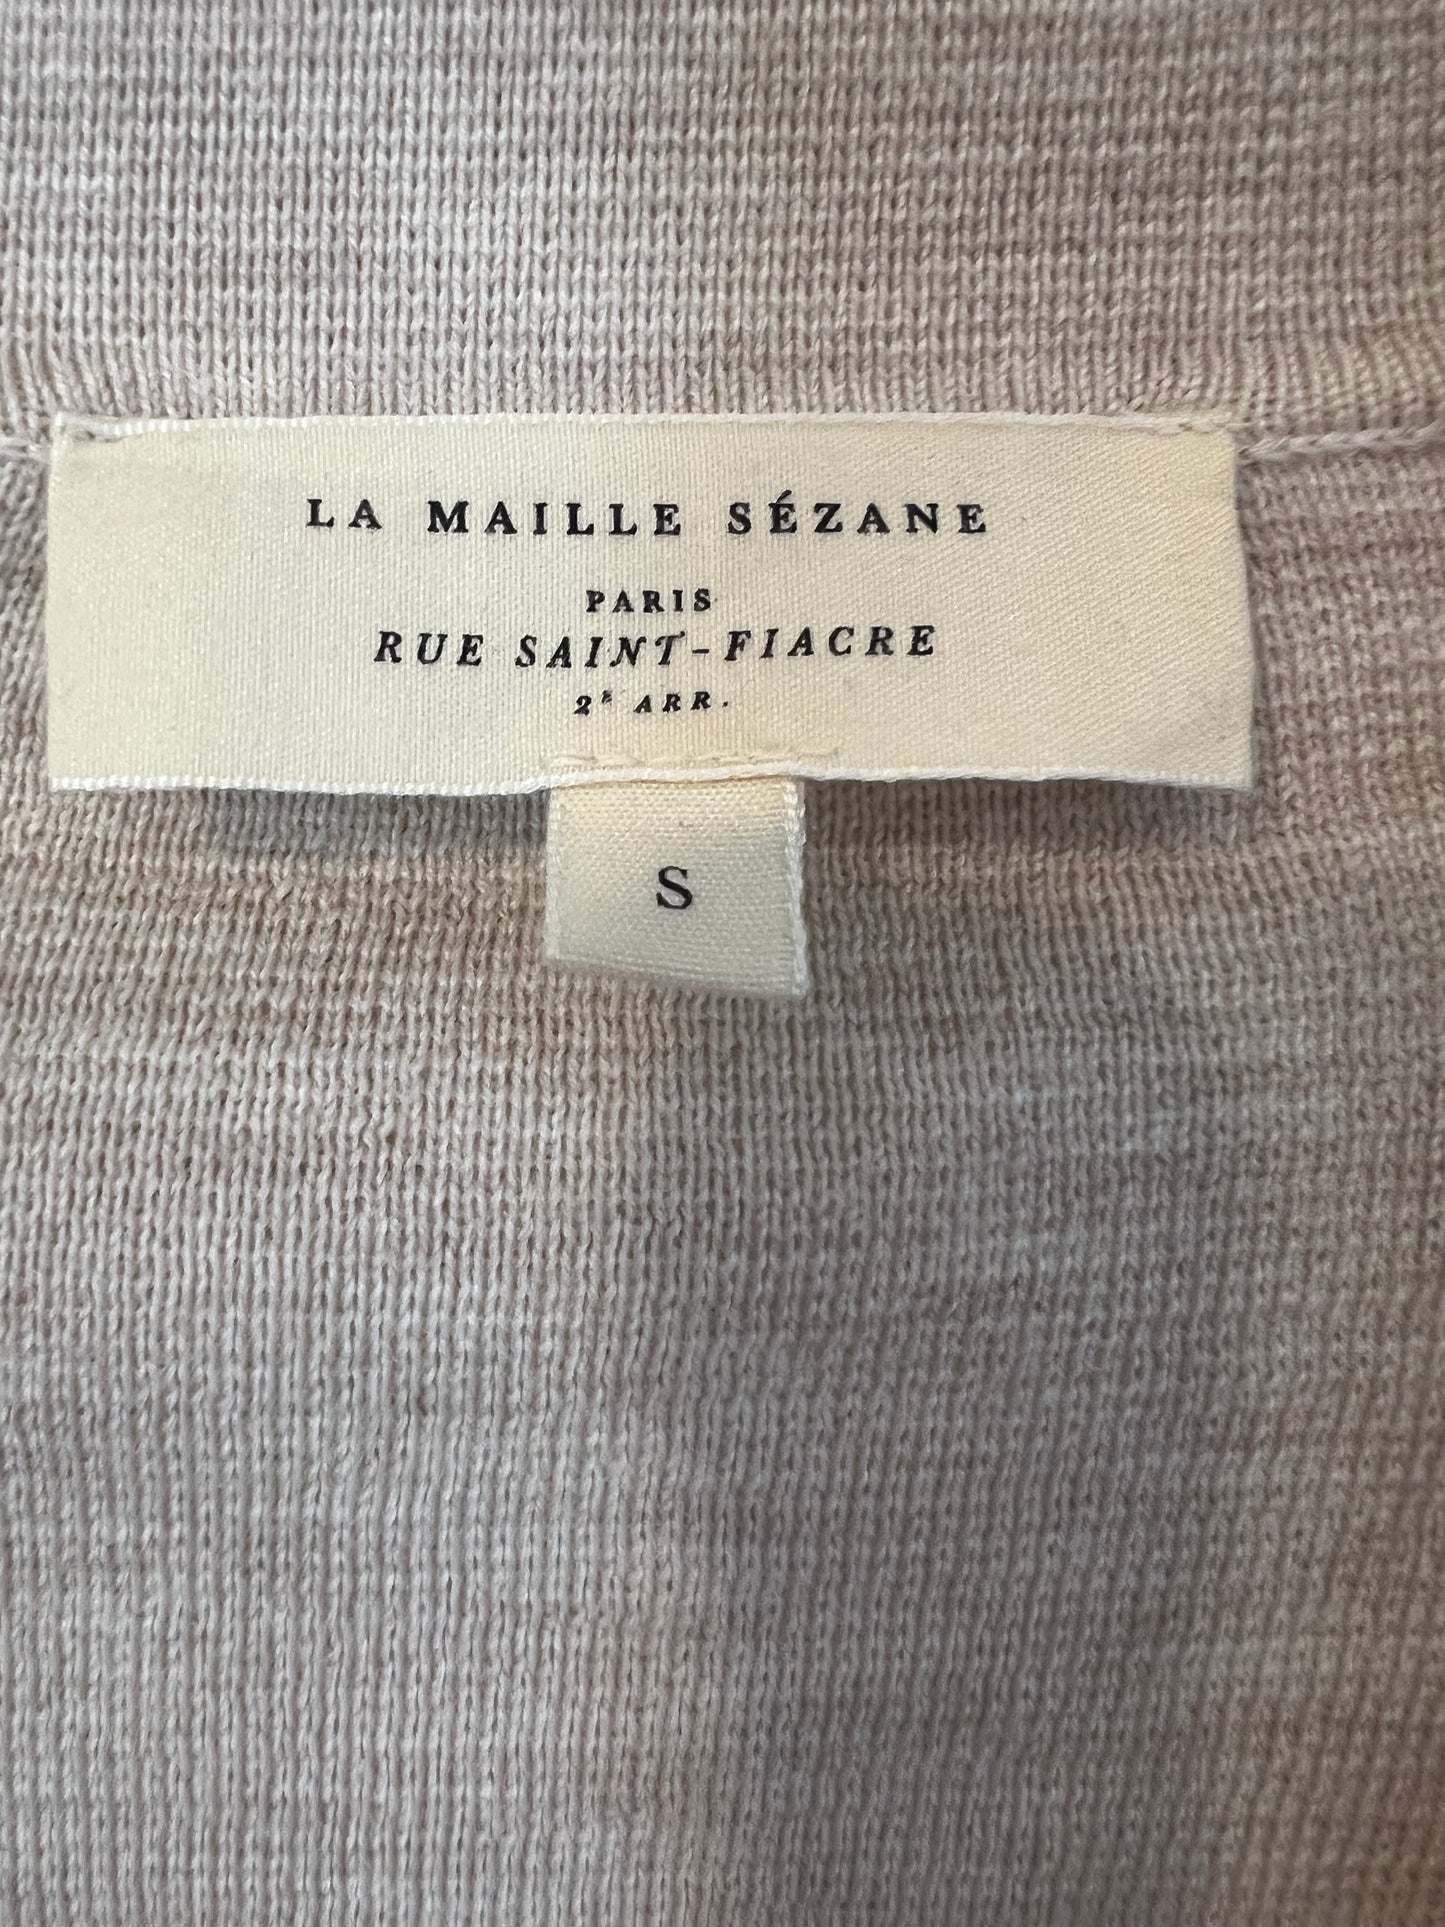 LA MAILLE SÉZANE
PARIS
RUE SAINT-FIACRE
2E ARR.
S